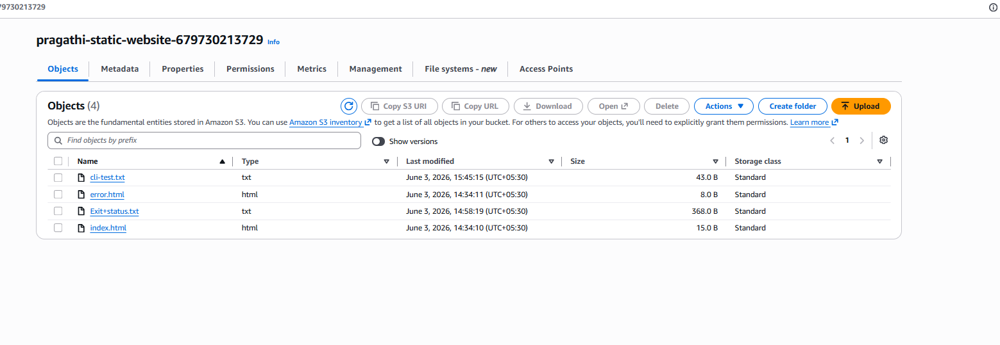 79730213729
pragathi-static-website-679730213729 Info
Objects Metadata Properties Permissions Metrics Management File systems - new Access Points
Objects (4) Copy S3 URI Copy URL Download Open Delete Actions Create folder Upload
Objects are the fundamental entities stored in Amazon S3. You can use Amazon S3 inventory to get a list of all objects in your bucket. For others to access your objects, you'll need to explicitly grant them permissions. Learn more
Find objects by prefix Show versions 1
Name Type Last modified Size Storage class
cli-test.txt txt June 3, 2026, 15:45:15 (UTC+05:30) 43.0 B Standard
error.html html June 3, 2026, 14:34:11 (UTC+05:30) 8.0 B Standard
Exit+status.txt txt June 3, 2026, 14:58:19 (UTC+05:30) 368.0 B Standard
index.html html June 3, 2026, 14:34:10 (UTC+05:30) 15.0 B Standard